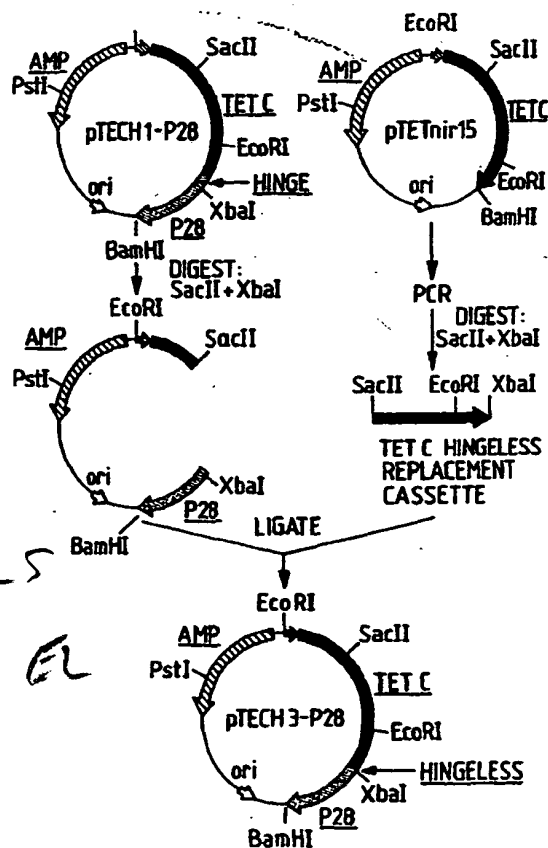 EcoRI
SacII
AMP
PstI
TET C
pTECH1-P28
EcoRI
HINGE
XbaI
ori
P28
BamHI
DIGEST:
SacII+XbaI
EcoRI
SacII
AMP
PstI
TETC
pTETnir15
EcoRI
ori
BamHI
PCR
DIGEST:
SacII+XbaI
EcoRI
SacII
AMP
PstI
ori
XbaI
P28
BamHI
SacII EcoRI XbaI
TET C HINGELESS
REPLACEMENT
CASSETTE
LIGATE
EcoRI
AMP
SacII
PstI
TET C
pTECH3-P28
EcoRI
HINGELESS
ori
XbaI
P28
BamHI